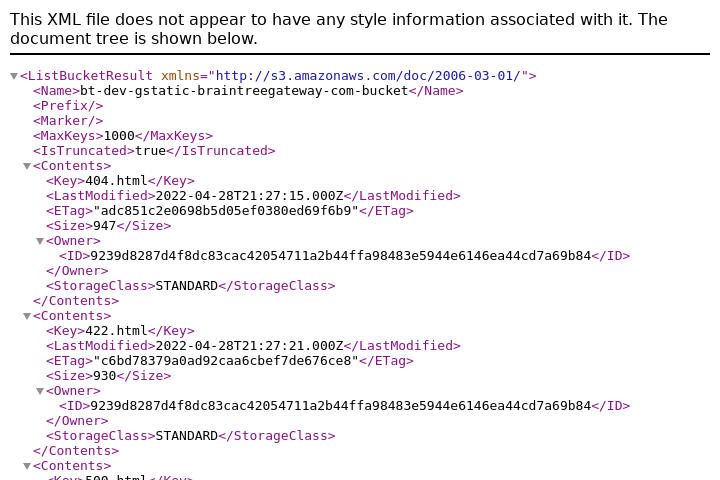 This XML file does not appear to have any style information associated with it. The
document tree is shown below.
<ListBucketResult xmlns="http://s3.amazonaws.com/doc/2006-03-01/">
<Name>bt-dev-gstatic-braintreegateway-com-bucket</Name>
<Prefix/>
<Marker/>
<MaxKeys>1000</MaxKeys>
<IsTruncated>true</IsTruncated>
<Contents>
<Key>404.html</Key>
<LastModified>2022-04-28T21:27:15.000Z</LastModified>
<ETag>"adc851c2e0698b5d05ef0380ed69f6b9"</ETag>
<Size>947</Size>
<Owner>
<ID>9239d8287d4f8dc83cac42054711a2b44ffa98483e5944e6146ea44cd7a69b84</ID>
</Owner>
<StorageClass>STANDARD</StorageClass>
</Contents>
<Contents>
<Key>422.html</Key>
<LastModified>2022-04-28T21:27:21.000Z</LastModified>
<ETag>"c6bd78379a0ad92caa6cbef7de676ce8"</ETag>
<Size>930</Size>
<Owner>
<ID>9239d8287d4f8dc83cac42054711a2b44ffa98483e5944e6146ea44cd7a69b84</ID>
</Owner>
<StorageClass>STANDARD</StorageClass>
</Contents>
<Contents>
<Key>500.html</Key>